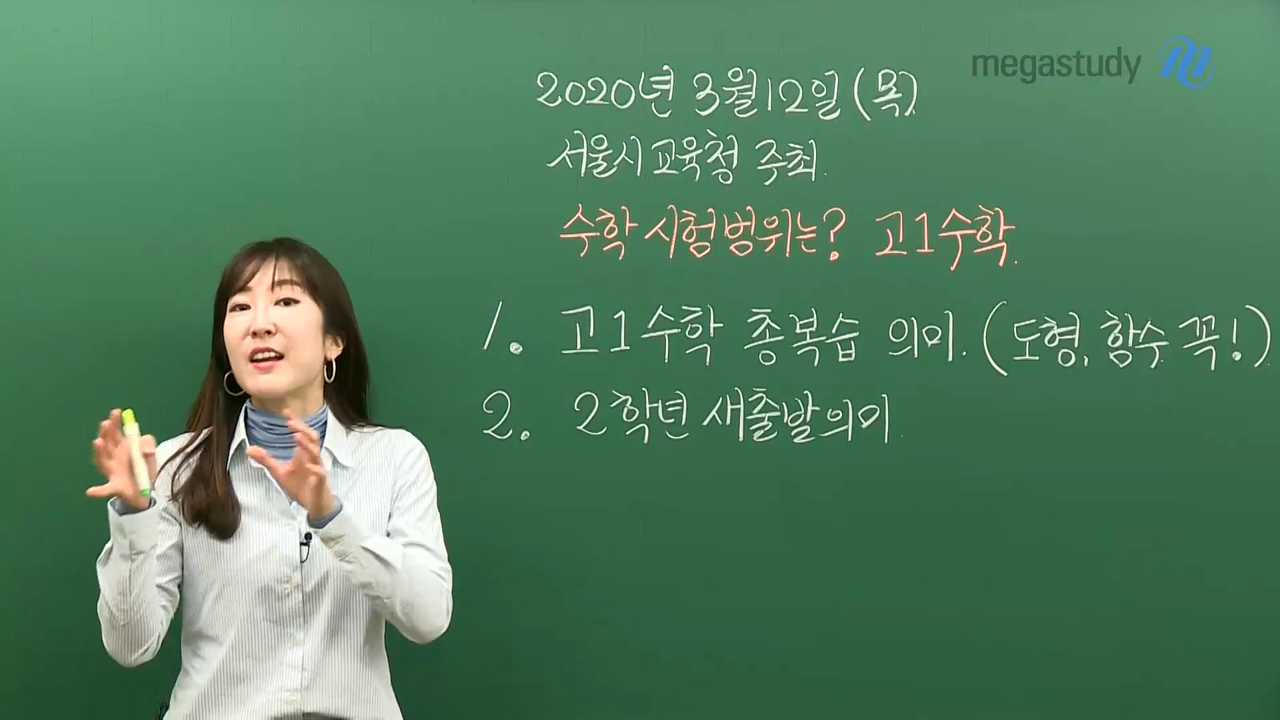 megastudy
2020년 3월 12일 (목)
서울시교육청 주최.
수학 시험범위는? 고1수학.
1. 고1수학 총복습 의미. (도형, 함수 꼭!)
2. 2학년 새출발의미.